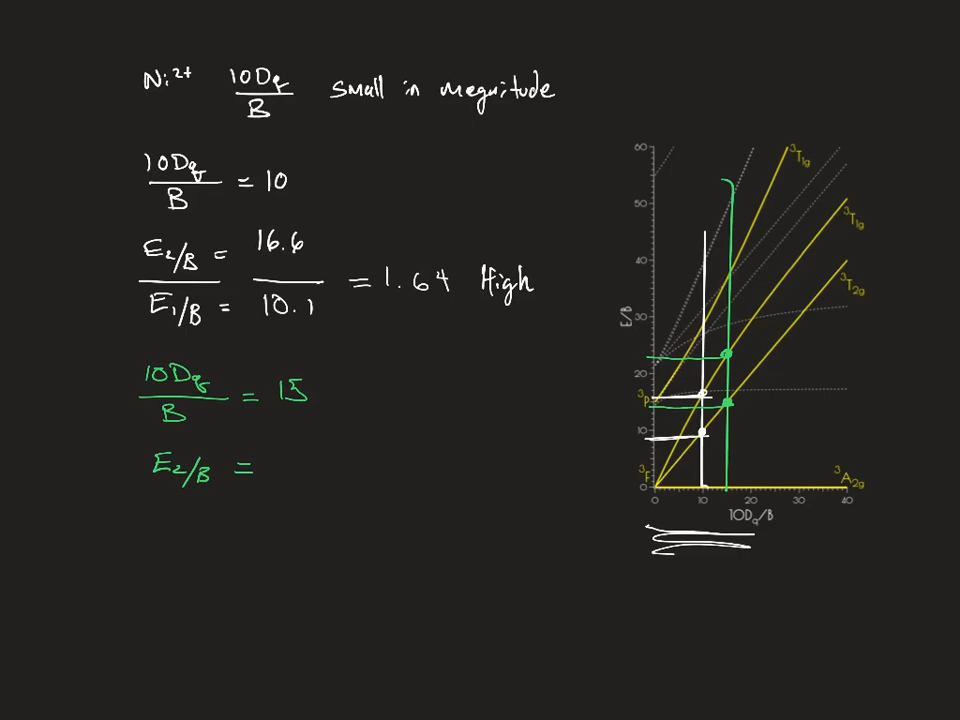 Ni²⁺ 10Dq/B small in magnitude
10Dq/B = 10
E₂/B = 16.6
E₁/B = 10.1
= 1.64 High
10Dq/B = 15
E₂/B =
60
50
40
30
20
10
0
E/B
³T₁g
³T₁g
³T₂g
³P
³F
³A₂g
0 10 20 30 40
10Dq/B